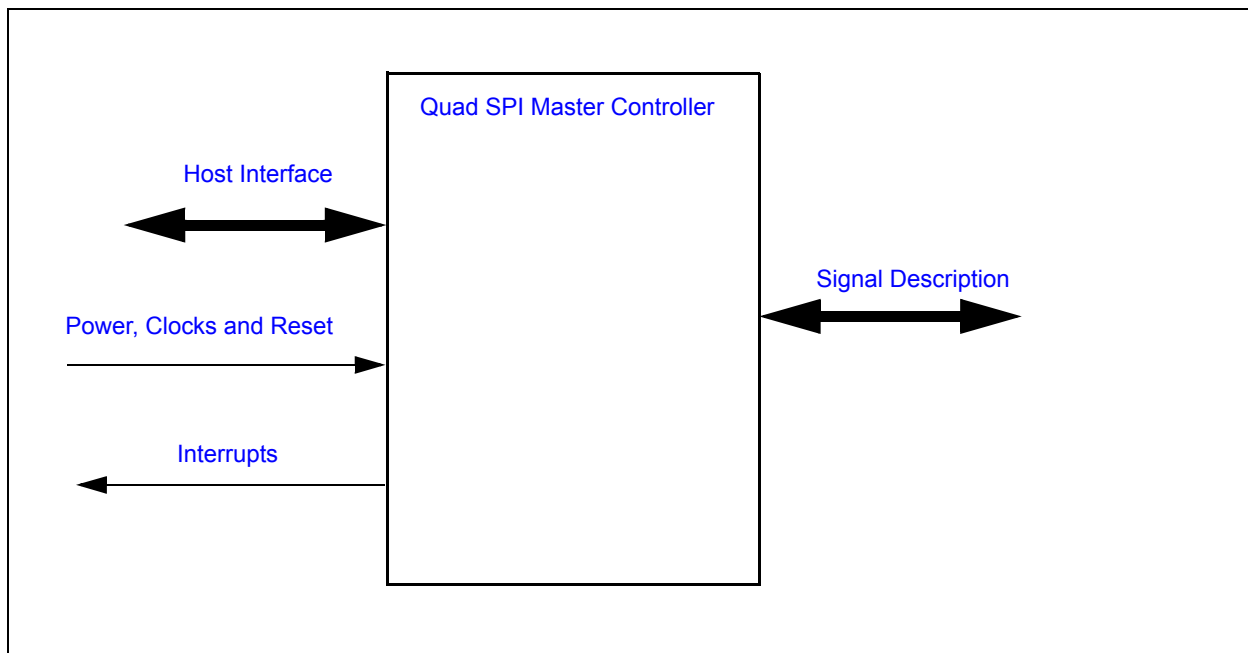 Quad SPI Master Controller
Host Interface
Signal Description
Power, Clocks and Reset
Interrupts